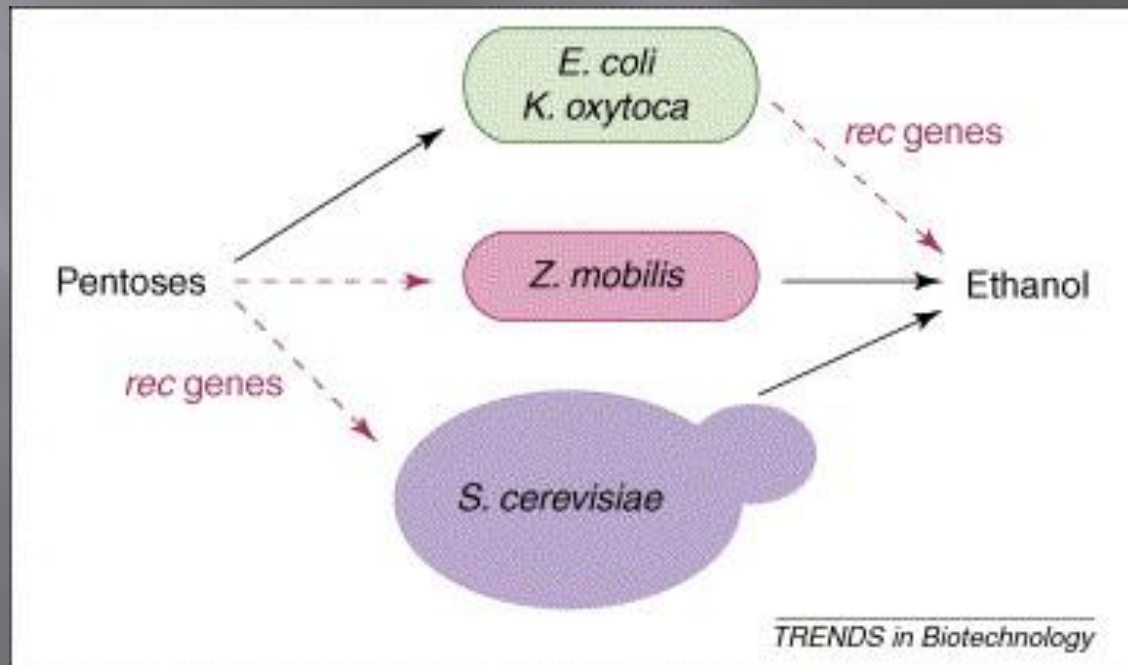 E. coli
K. oxytoca
rec genes
Pentoses
Z. mobilis
Ethanol
rec genes
S. cerevisiae
TRENDS in Biotechnology